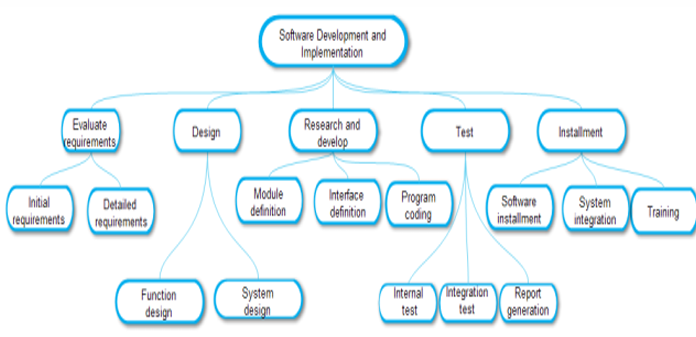 Software Development and
Implementation
Evaluate
requirements
Design
Research and
develop
Test
Installment
Initial
requirements
Detailed
requirements
Module
definition
Interface
definition
Program
coding
Software
installment
System
integration
Training
Function
design
System
design
Internal
test
Integration
test
Report
generation